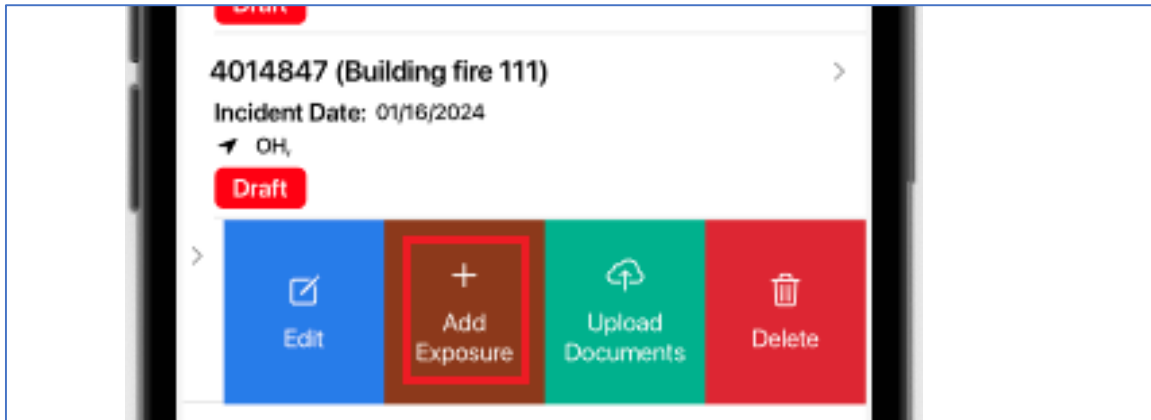 Draft
4014847 (Building fire 111)
Incident Date: 01/16/2024
OH,
Draft
Edit
Add
Exposure
Upload
Documents
Delete